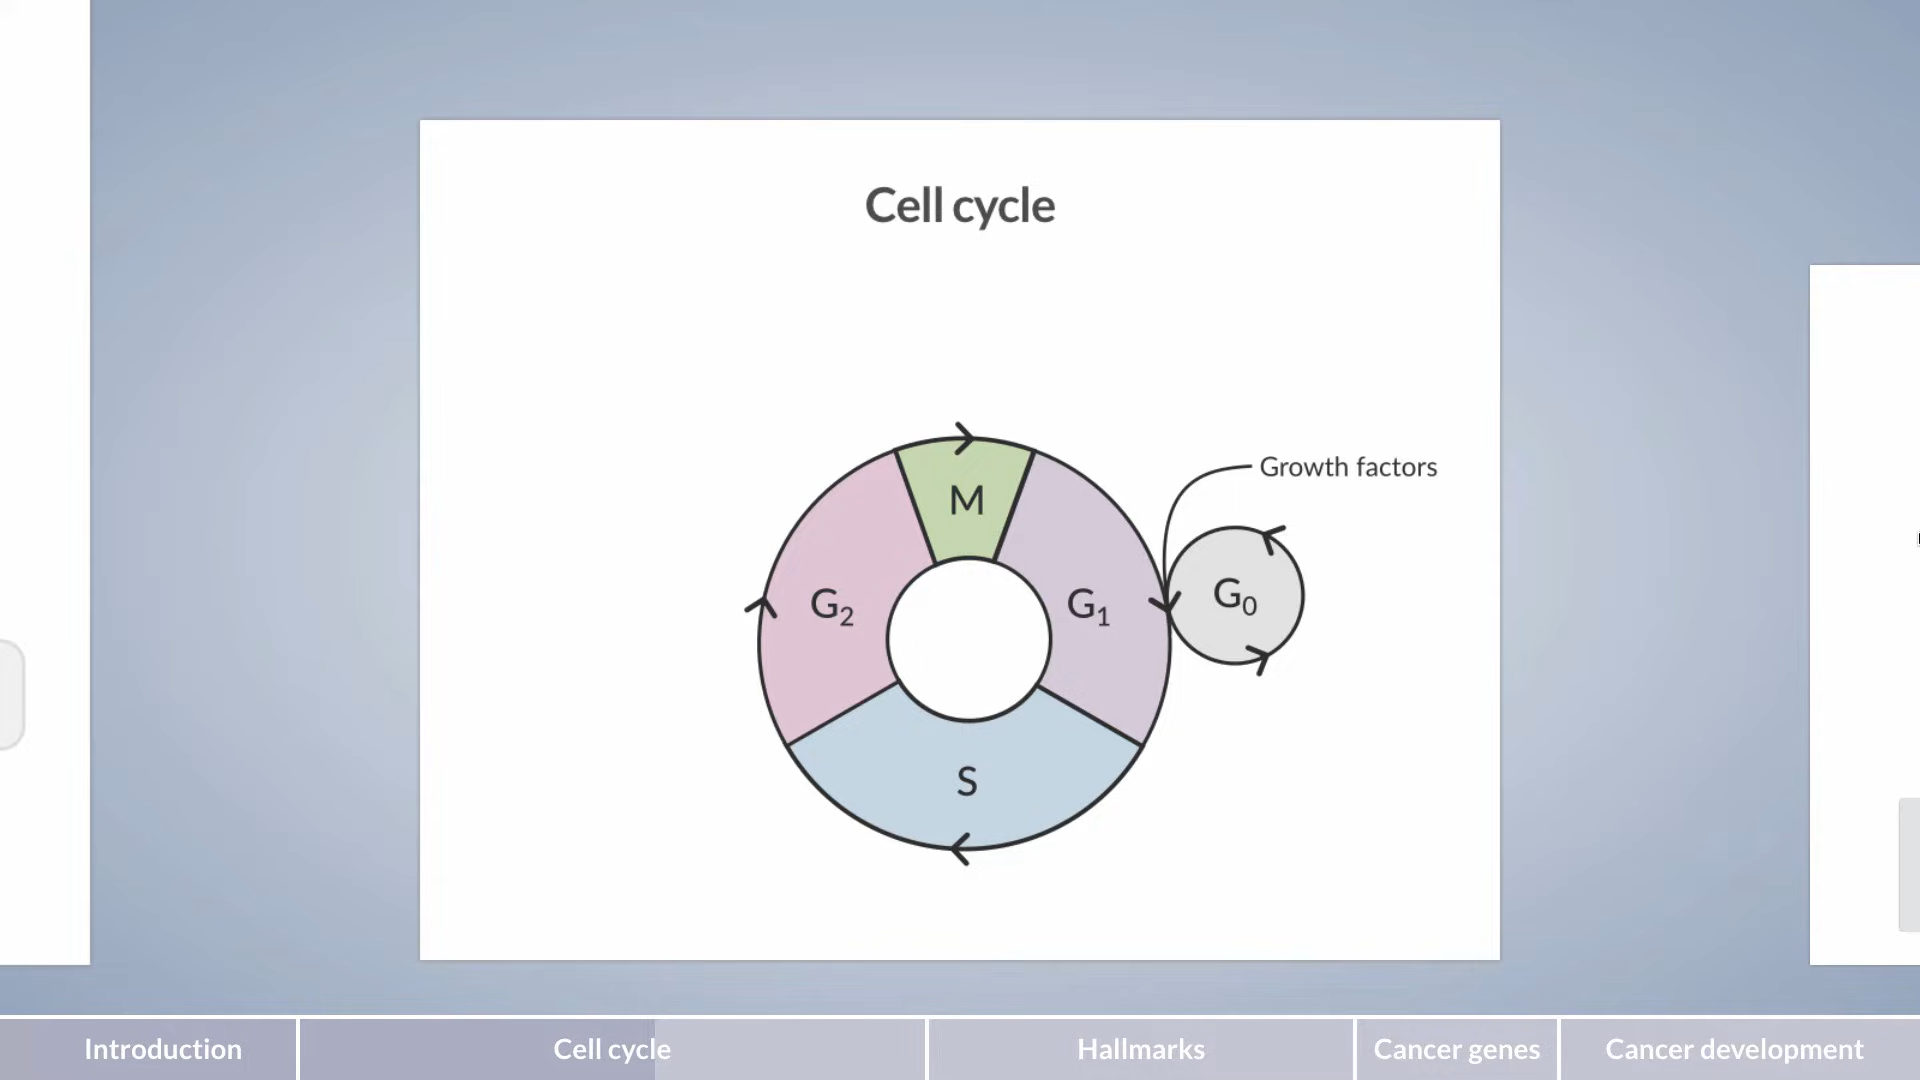 Cell cycle
M
Growth factors
G₂
G₁
G₀
S
Introduction
Cell cycle
Hallmarks
Cancer genes
Cancer development